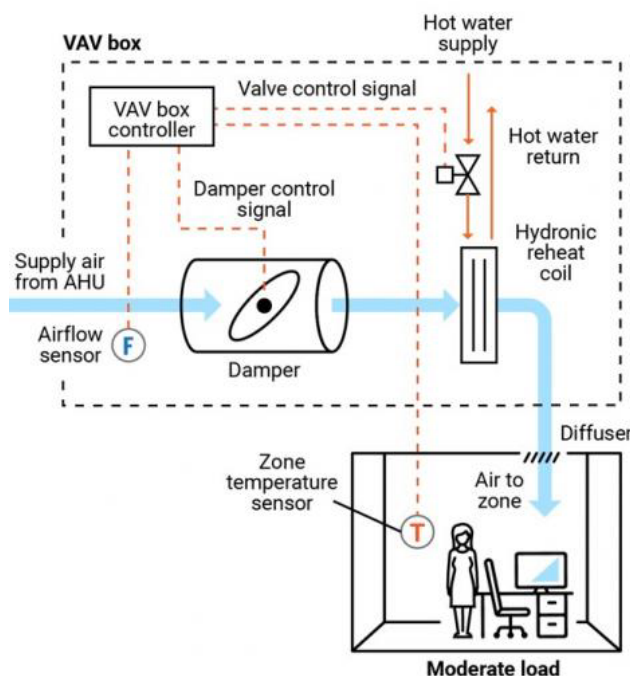 Hot water
supply
VAV box
Valve control signal
VAV box
controller
Hot water
return
Damper control
signal
Hydronic
reheat
coil
Supply air
from AHU
Airflow
sensor
F
Damper
Diffuser
Zone
temperature
sensor
Air to
zone
T
Moderate load